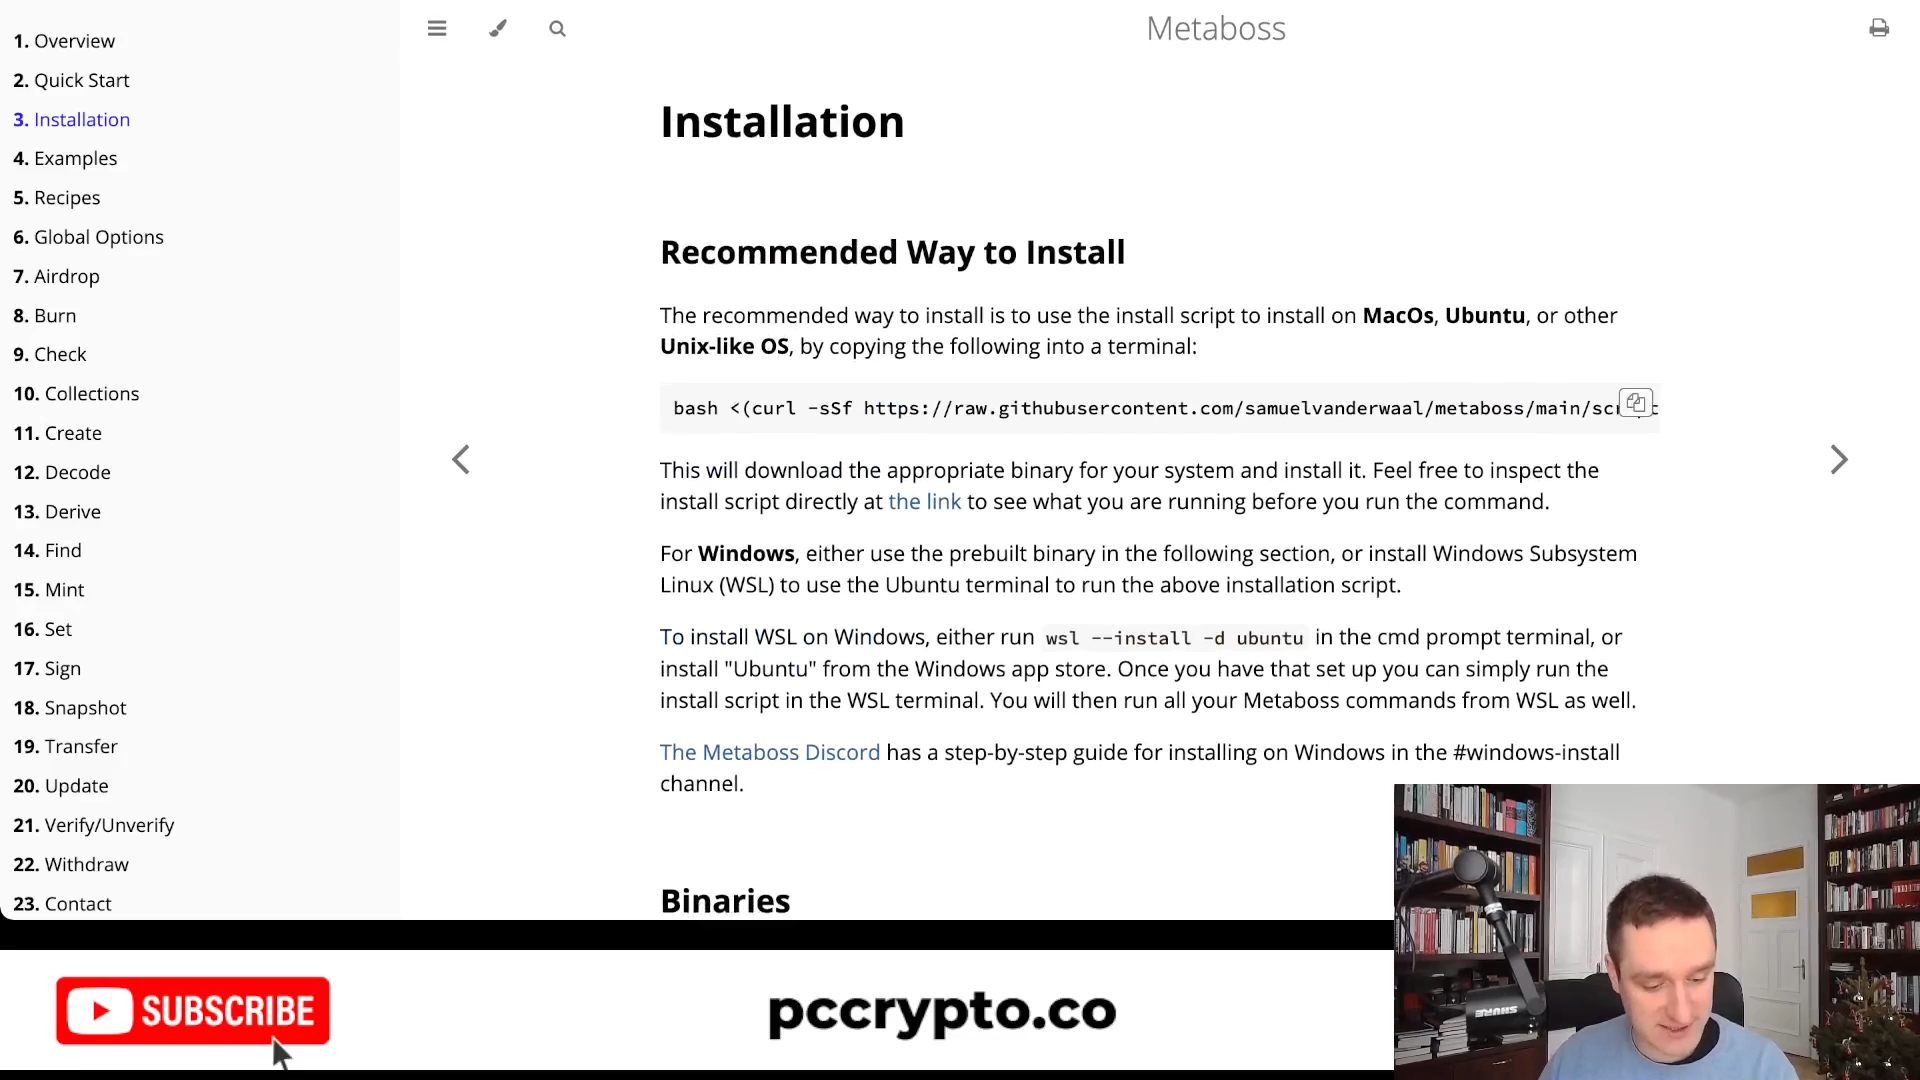 1. Overview
2. Quick Start
3. Installation
4. Examples
5. Recipes
6. Global Options
7. Airdrop
8. Burn
9. Check
10. Collections
11. Create
12. Decode
13. Derive
14. Find
15. Mint
16. Set
17. Sign
18. Snapshot
19. Transfer
20. Update
21. Verify/Unverify
22. Withdraw
23. Contact
Metaboss
Installation
Recommended Way to Install
The recommended way to install is to use the install script to install on MacOs, Ubuntu, or other
Unix-like OS, by copying the following into a terminal:
bash <(curl -sSf https://raw.githubusercontent.com/samuelvanderwaal/metaboss/main/
This will download the appropriate binary for your system and install it. Feel free to inspect the
install script directly at the link to see what you are running before you run the command.
For Windows, either use the prebuilt binary in the following section, or install Windows Subsystem
Linux (WSL) to use the Ubuntu terminal to run the above installation script.
To install WSL on Windows, either run wsl --install -d ubuntu in the cmd prompt terminal, or
install "Ubuntu" from the Windows app store. Once you have that set up you can simply run the
install script in the WSL terminal. You will then run all your Metaboss commands from WSL as well.
The Metaboss Discord has a step-by-step guide for installing on Windows in the #windows-install
channel.
Binaries
SUBSCRIBE
pccrypto.co
SHURE